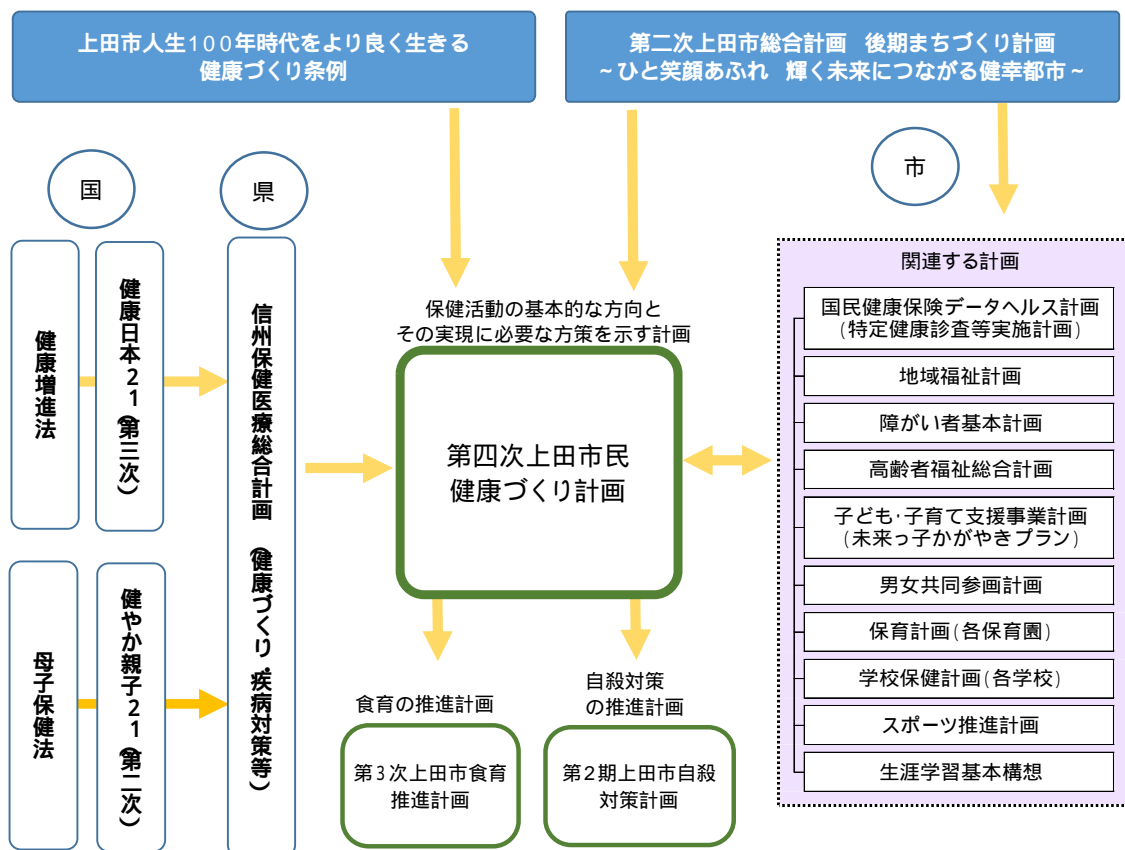 上田市人生100年時代をより良く生きる
健康づくり条例
第二次上田市総合計画 後期まちづくり計画
~ひと笑顔あふれ 輝く未来につながる健幸都市~
国
県
市
健康増進法
健康日本21(第三次)
母子保健法
健やか親子21(第二次)
信州保健医療総合計画 (健康づくり・疾病対策等)
保健活動の基本的な方向と
その実現に必要な方策を示す計画
第四次上田市民
健康づくり計画
食育の推進計画
第3次上田市食育
推進計画
自殺対策
の推進計画
第2期上田市自殺
対策計画
関連する計画
国民健康保険データヘルス計画
(特定健康診査等実施計画)
地域福祉計画
障がい者基本計画
高齢者福祉総合計画
子ども・子育て支援事業計画
(未来っ子かがやきプラン)
男女共同参画計画
保育計画(各保育園)
学校保健計画(各学校)
スポーツ推進計画
生涯学習基本構想